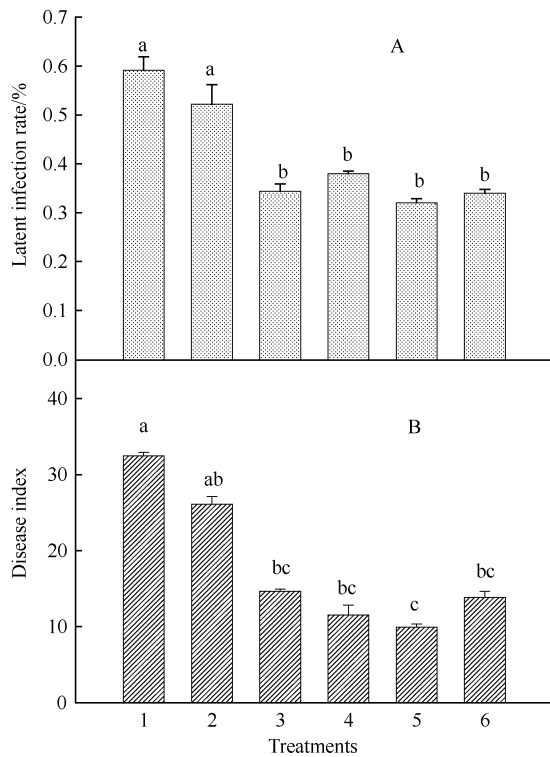 0.7
A
a
a
0.6
0.5
0.4
b
b
b
b
0.3
0.2
0.1
0.0
Latent infection rate/%
40
a
B
30
ab
20
bc
bc
c
bc
10
0
Disease index
1 2 3 4 5 6
Treatments